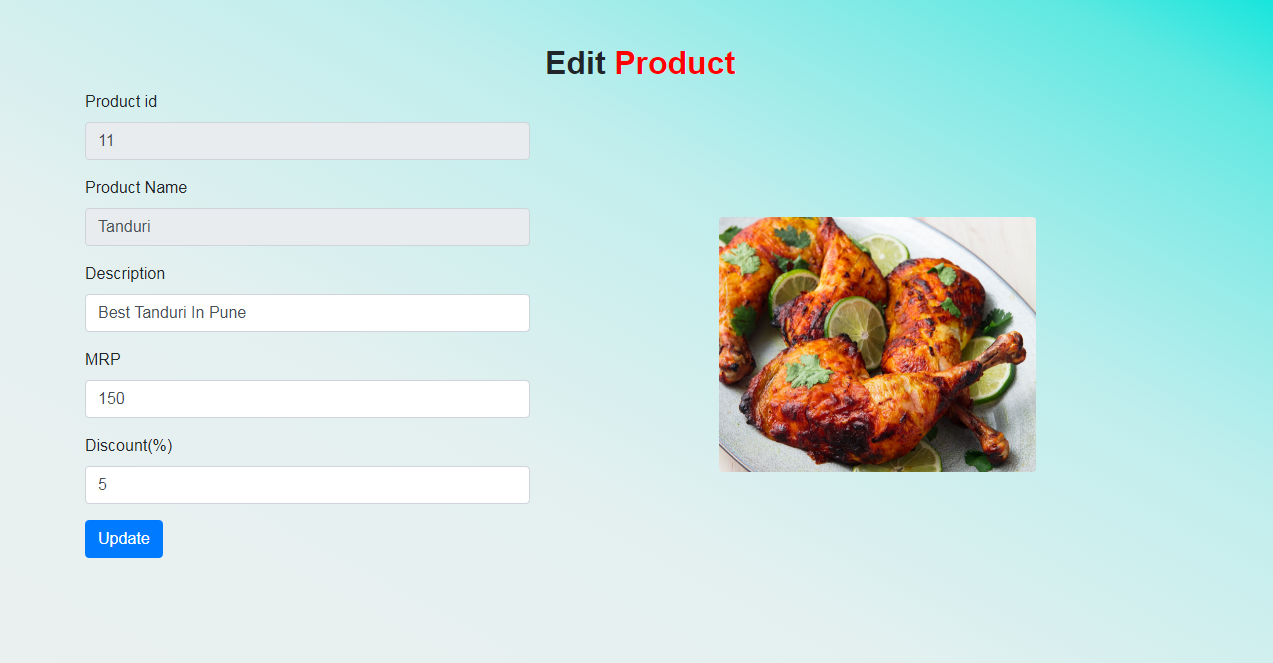 Edit Product
Product id
11
Product Name
Tanduri
Description
Best Tanduri In Pune
MRP
150
Discount(%)
5
Update